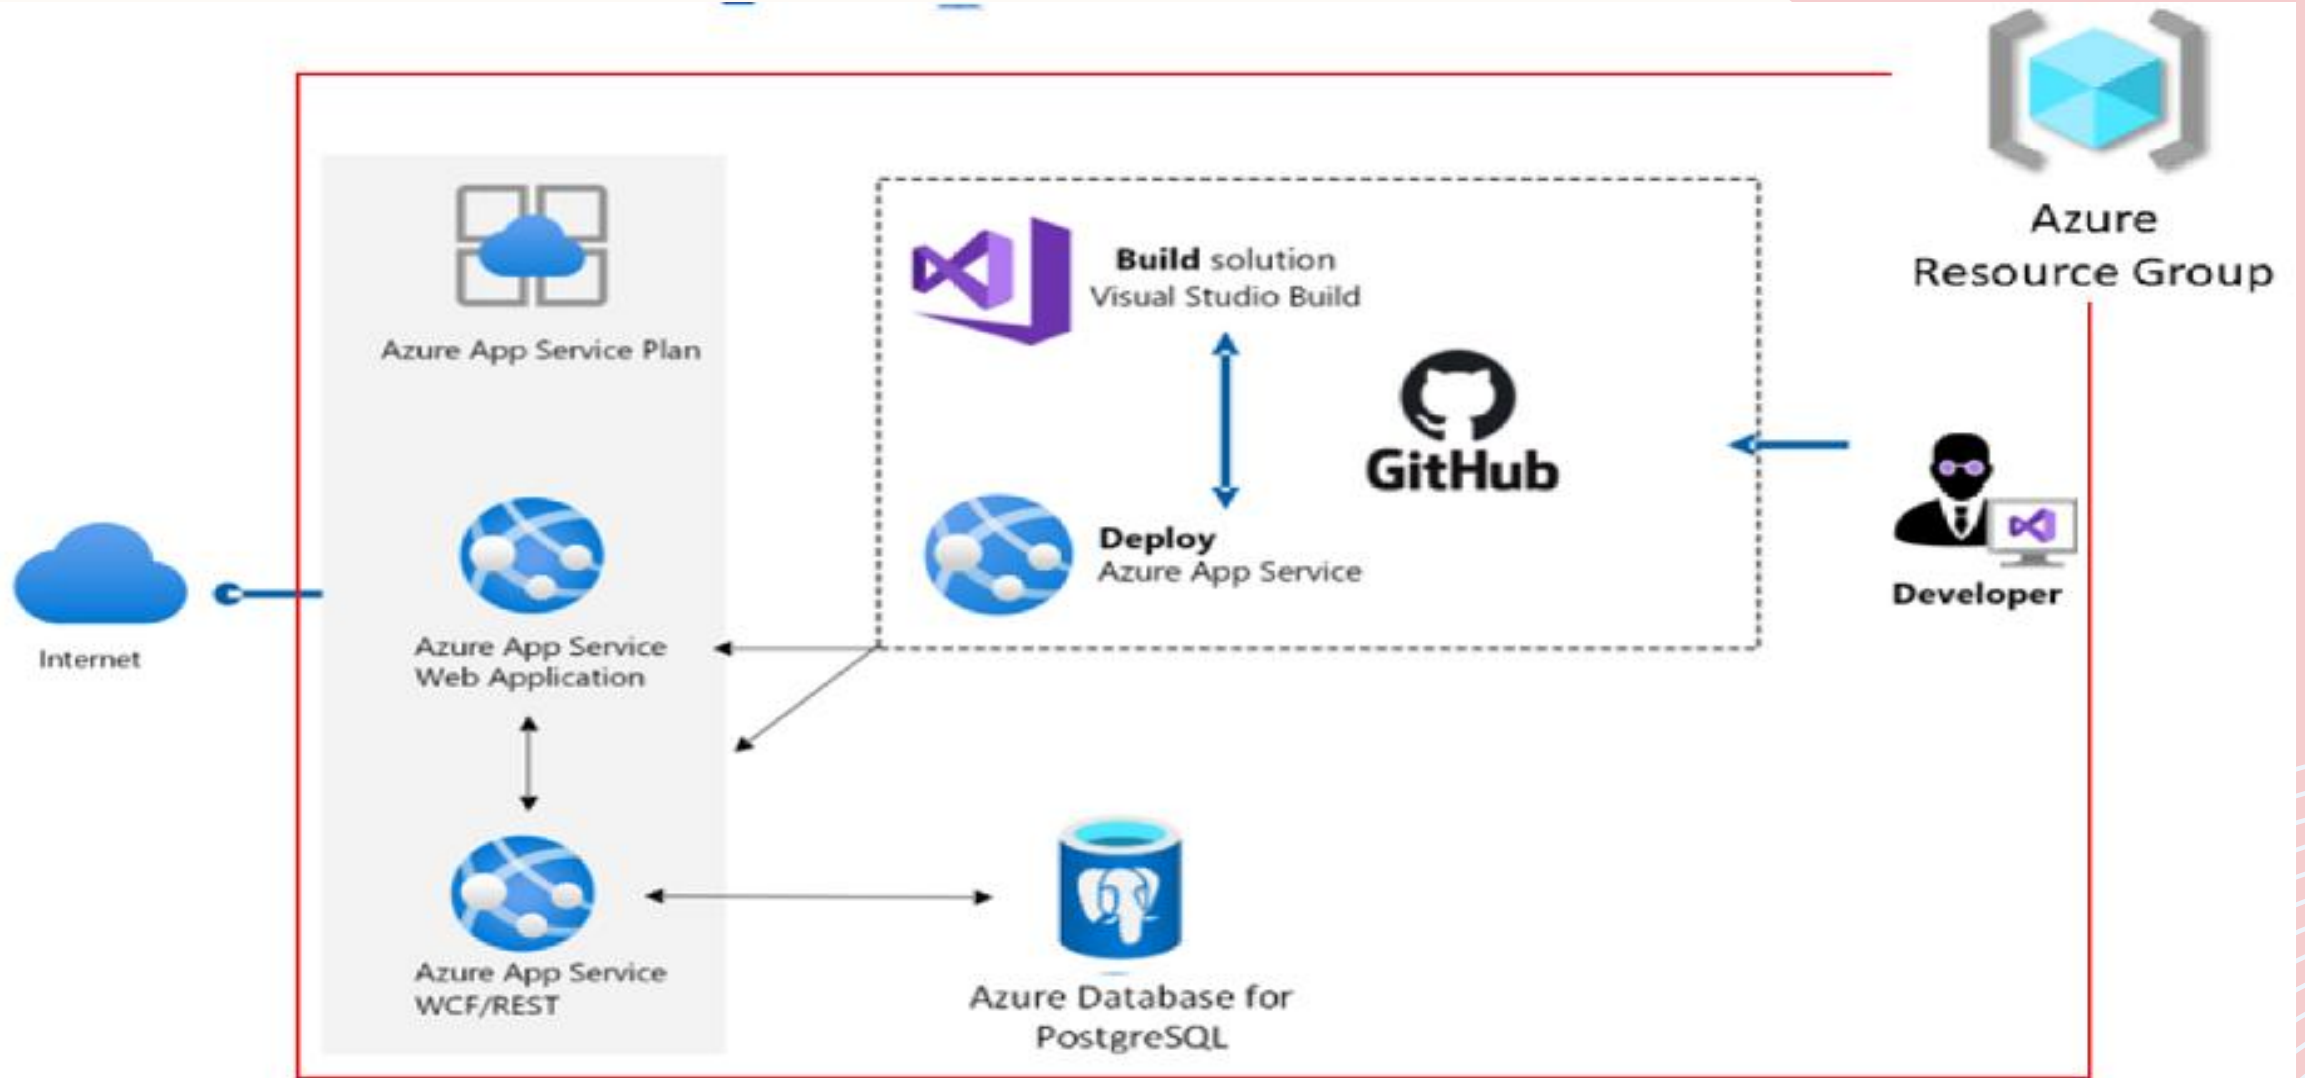 Azure
Resource Group
Azure App Service Plan
Build solution
Visual Studio Build
GitHub
Deploy
Azure App Service
Developer
Internet
Azure App Service
Web Application
Azure App Service
WCF/REST
Azure Database for
PostgreSQL